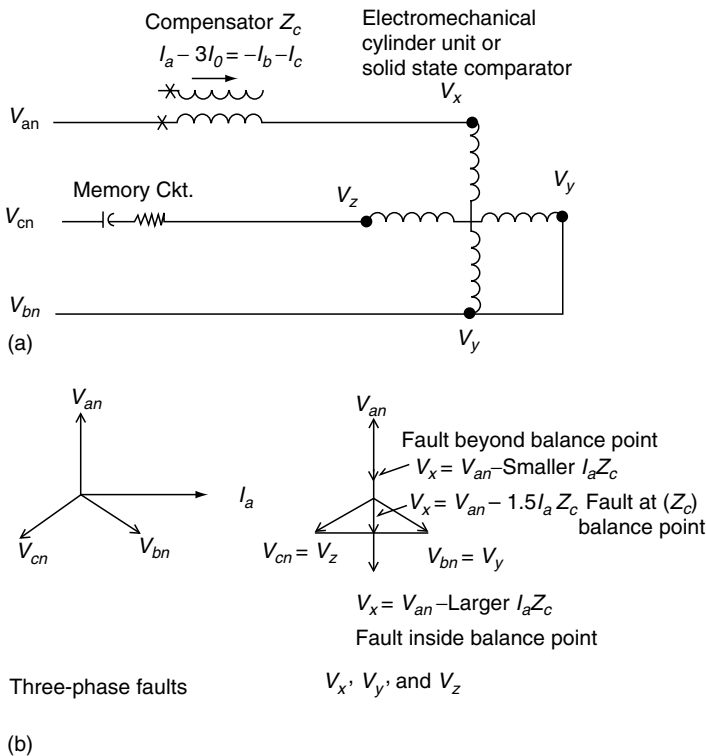 Compensator Z_c
I_a – 3I_0 = –I_b – I_c
Electromechanical
cylinder unit or
solid state comparator
V_x
V_an
Memory Ckt.
V_z
V_y
V_cn
V_bn
(a)
V_y
V_an
I_a
V_cn
V_bn
V_an
Fault beyond balance point
V_x = V_an–Smaller I_aZ_c
V_x = V_an – 1.5I_a Z_c Fault at (Z_c)
balance point
V_cn = V_z
V_bn = V_y
V_x = V_an –Larger I_aZ_c
Fault inside balance point
Three-phase faults
V_x, V_y, and V_z
(b)